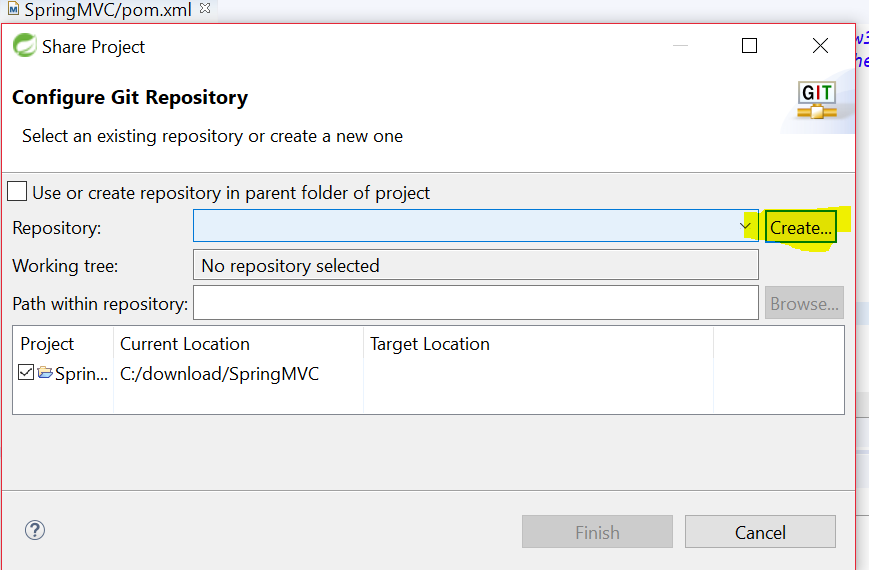 SpringMVC/pom.xml
Share Project
Configure Git Repository
GIT
Select an existing repository or create a new one
Use or create repository in parent folder of project
Repository: Create...
Working tree: No repository selected
Path within repository: Browse...
Project Current Location Target Location
Sprin... C:/download/SpringMVC
? Finish Cancel